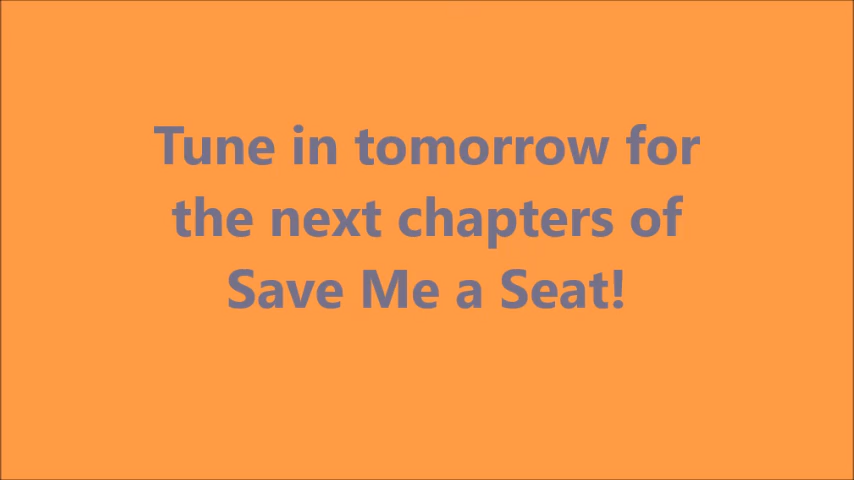 Tune in tomorrow for
the next chapters of
Save Me a Seat!